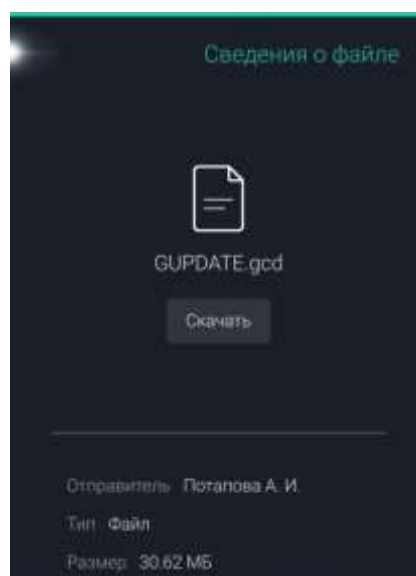 Сведения о файле
GUPDATE.gcd
Скачать
Отправитель Потапова А. И.
Тип Файл
Размер 30.62 МБ